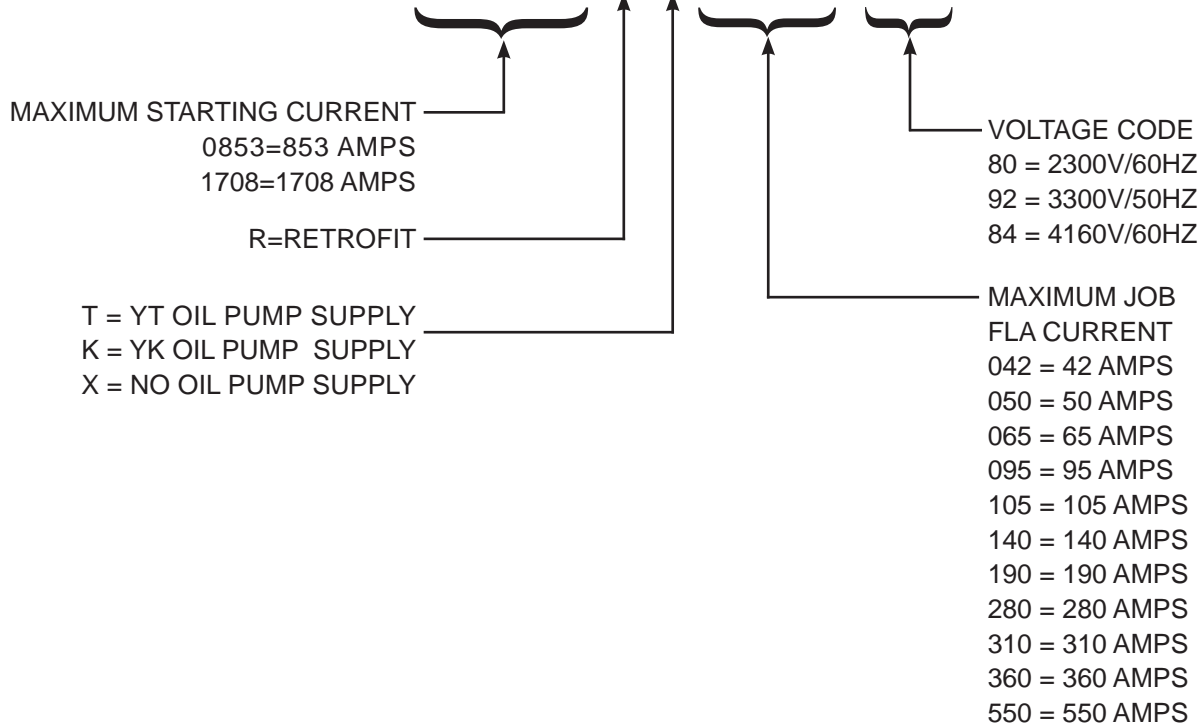 MAXIMUM STARTING CURRENT
0853=853 AMPS
1708=1708 AMPS
R=RETROFIT
T = YT OIL PUMP SUPPLY
K = YK OIL PUMP SUPPLY
X = NO OIL PUMP SUPPLY
VOLTAGE CODE
80 = 2300V/60HZ
92 = 3300V/50HZ
84 = 4160V/60HZ
MAXIMUM JOB
FLA CURRENT
042 = 42 AMPS
050 = 50 AMPS
065 = 65 AMPS
095 = 95 AMPS
105 = 105 AMPS
140 = 140 AMPS
190 = 190 AMPS
280 = 280 AMPS
310 = 310 AMPS
360 = 360 AMPS
550 = 550 AMPS